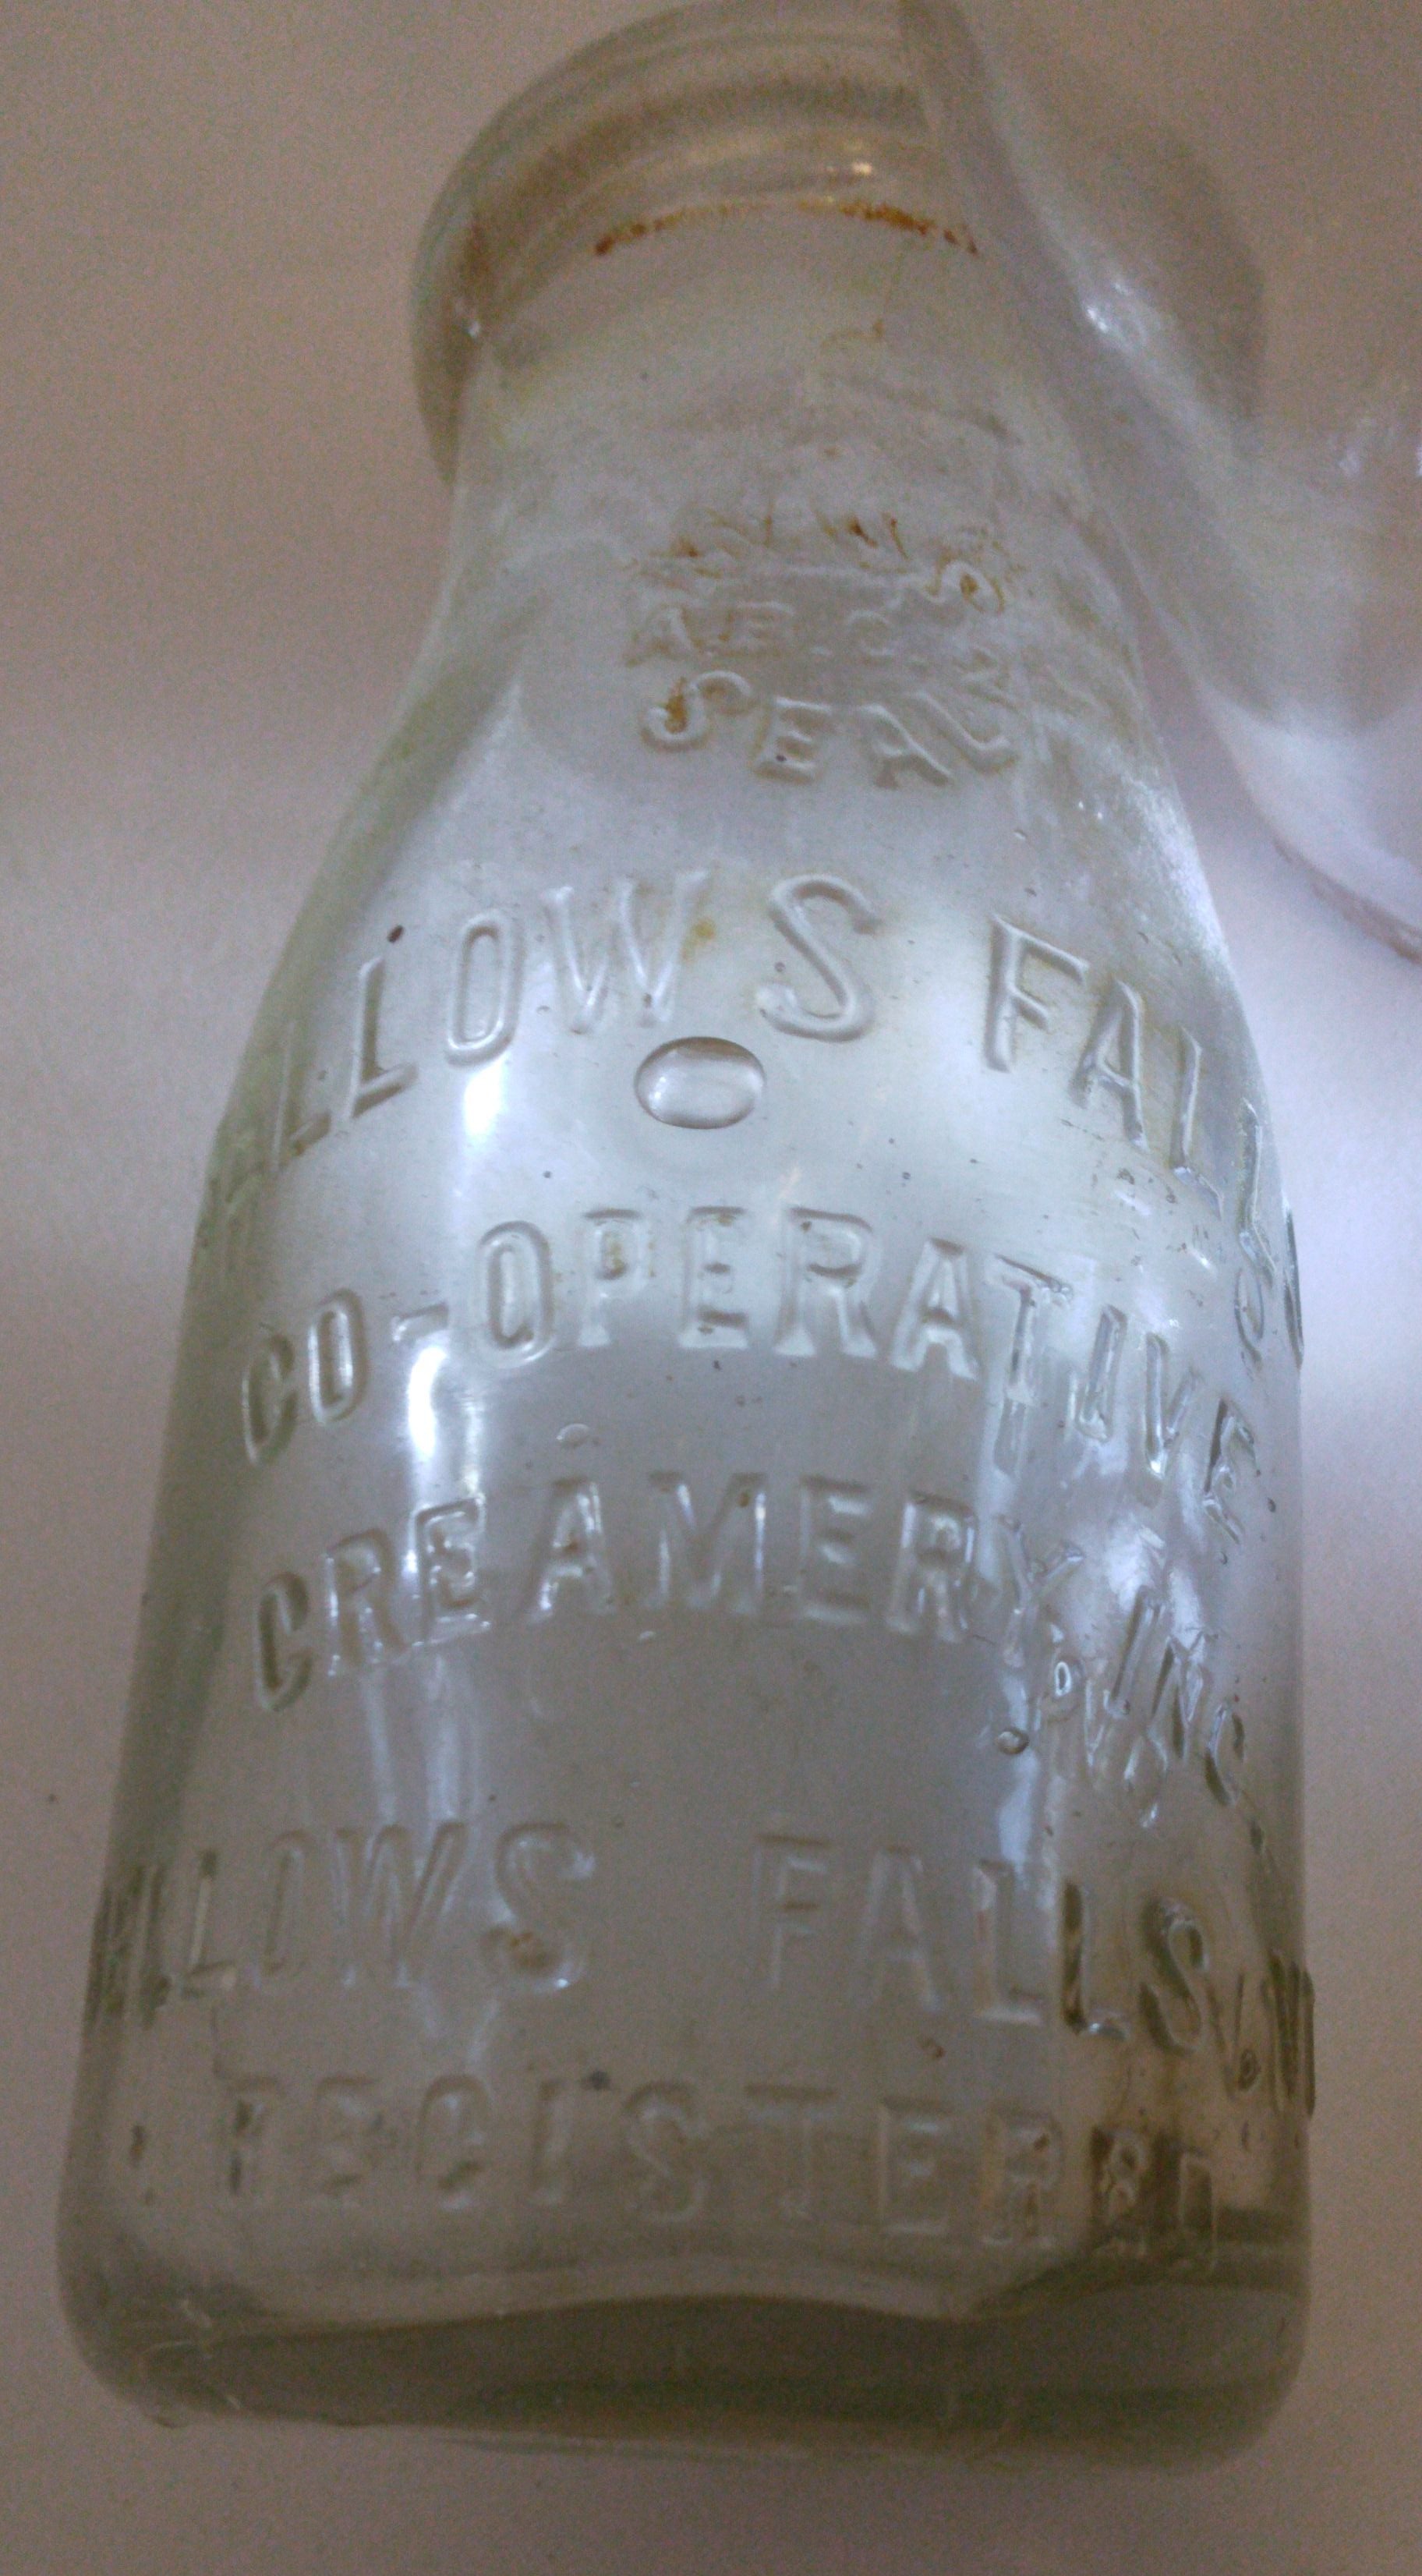 SEAL
LLOWS FALLS
CO-OPERATIVE
CREAMERY, INC.
LLOWS FALLS, V
REGISTERED